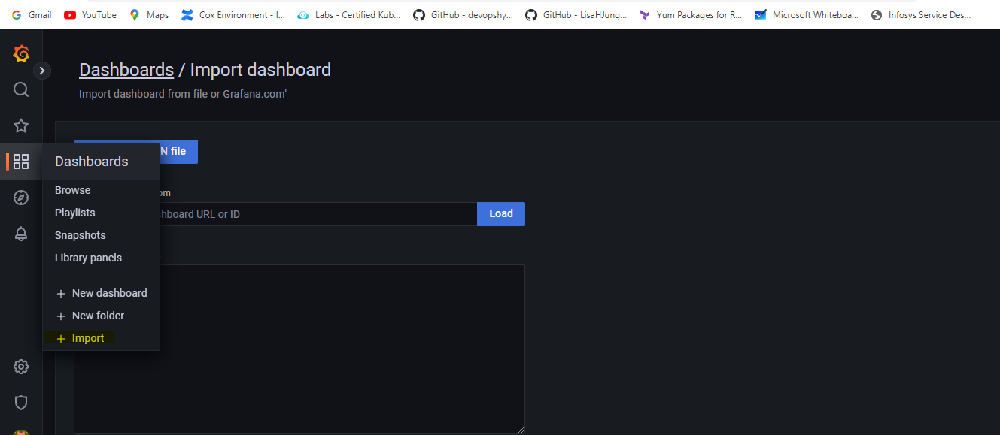 Gmail
YouTube
Maps
Cox Environment - I...
Labs - Certified Kub...
GitHub - devopshy...
GitHub - LisaHJung...
Yum Packages for R...
Microsoft Whiteboa...
Infosys Service Des...
Dashboards / Import dashboard
Import dashboard from file or Grafana.com"
N file
Dashboards
Browse
om
Playlists
hboard URL or ID
Load
Snapshots
Library panels
+ New dashboard
+ New folder
+ Import